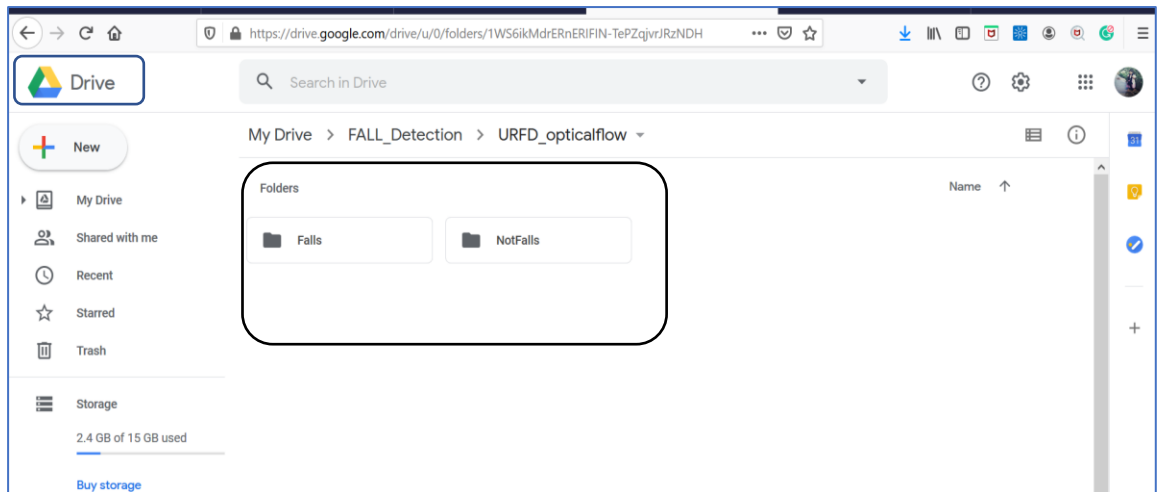 https://drive.google.com/drive/u/0/folders/1WS6ikMdrERnERIFIN-TePZqjvrJRzNDH
Drive
Search in Drive
New
My Drive > FALL_Detection > URFD_opticalflow
31
Folders
Name
My Drive
Shared with me
Falls
NotFalls
Recent
Starred
Trash
Storage
2.4 GB of 15 GB used
Buy storage